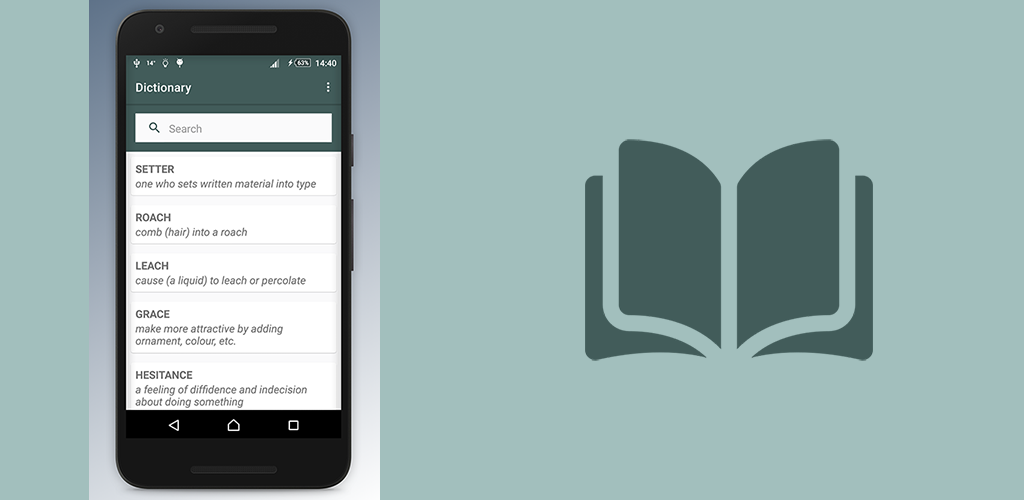 14° 63% 14:40
Dictionary
Search
SETTER
one who sets written material into type
ROACH
comb (hair) into a roach
LEACH
cause (a liquid) to leach or percolate
GRACE
make more attractive by adding
ornament, colour, etc.
HESITANCE
a feeling of diffidence and indecision
about doing something